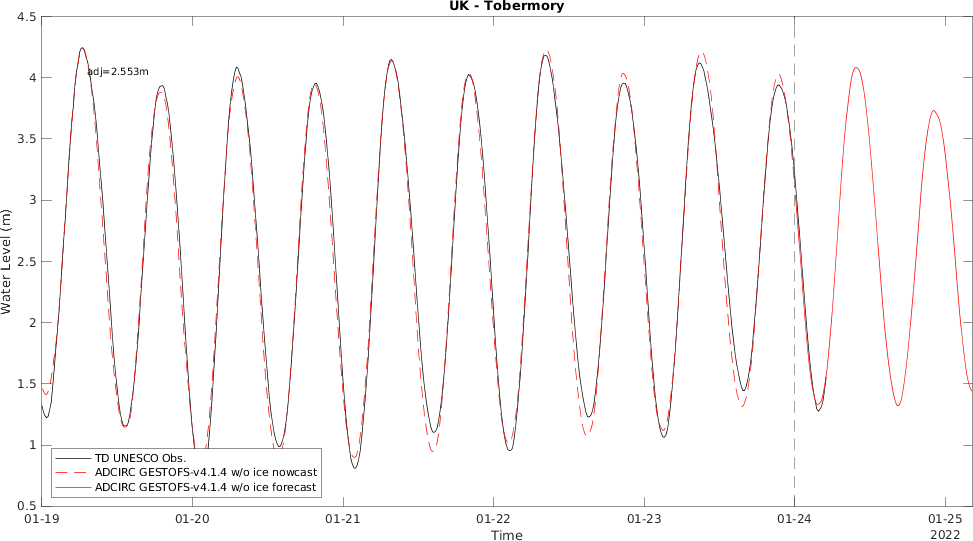 UK - Tobermory
4.5
4
3.5
3
2.5
2
1.5
1
0.5
Water Level (m)
adj=2.553m
TD UNESCO Obs.
ADCIRC GESTOFS-v4.1.4 w/o ice nowcast
ADCIRC GESTOFS-v4.1.4 w/o ice forecast
01-19
01-20
01-21
01-22
01-23
01-24
01-25
Time
2022